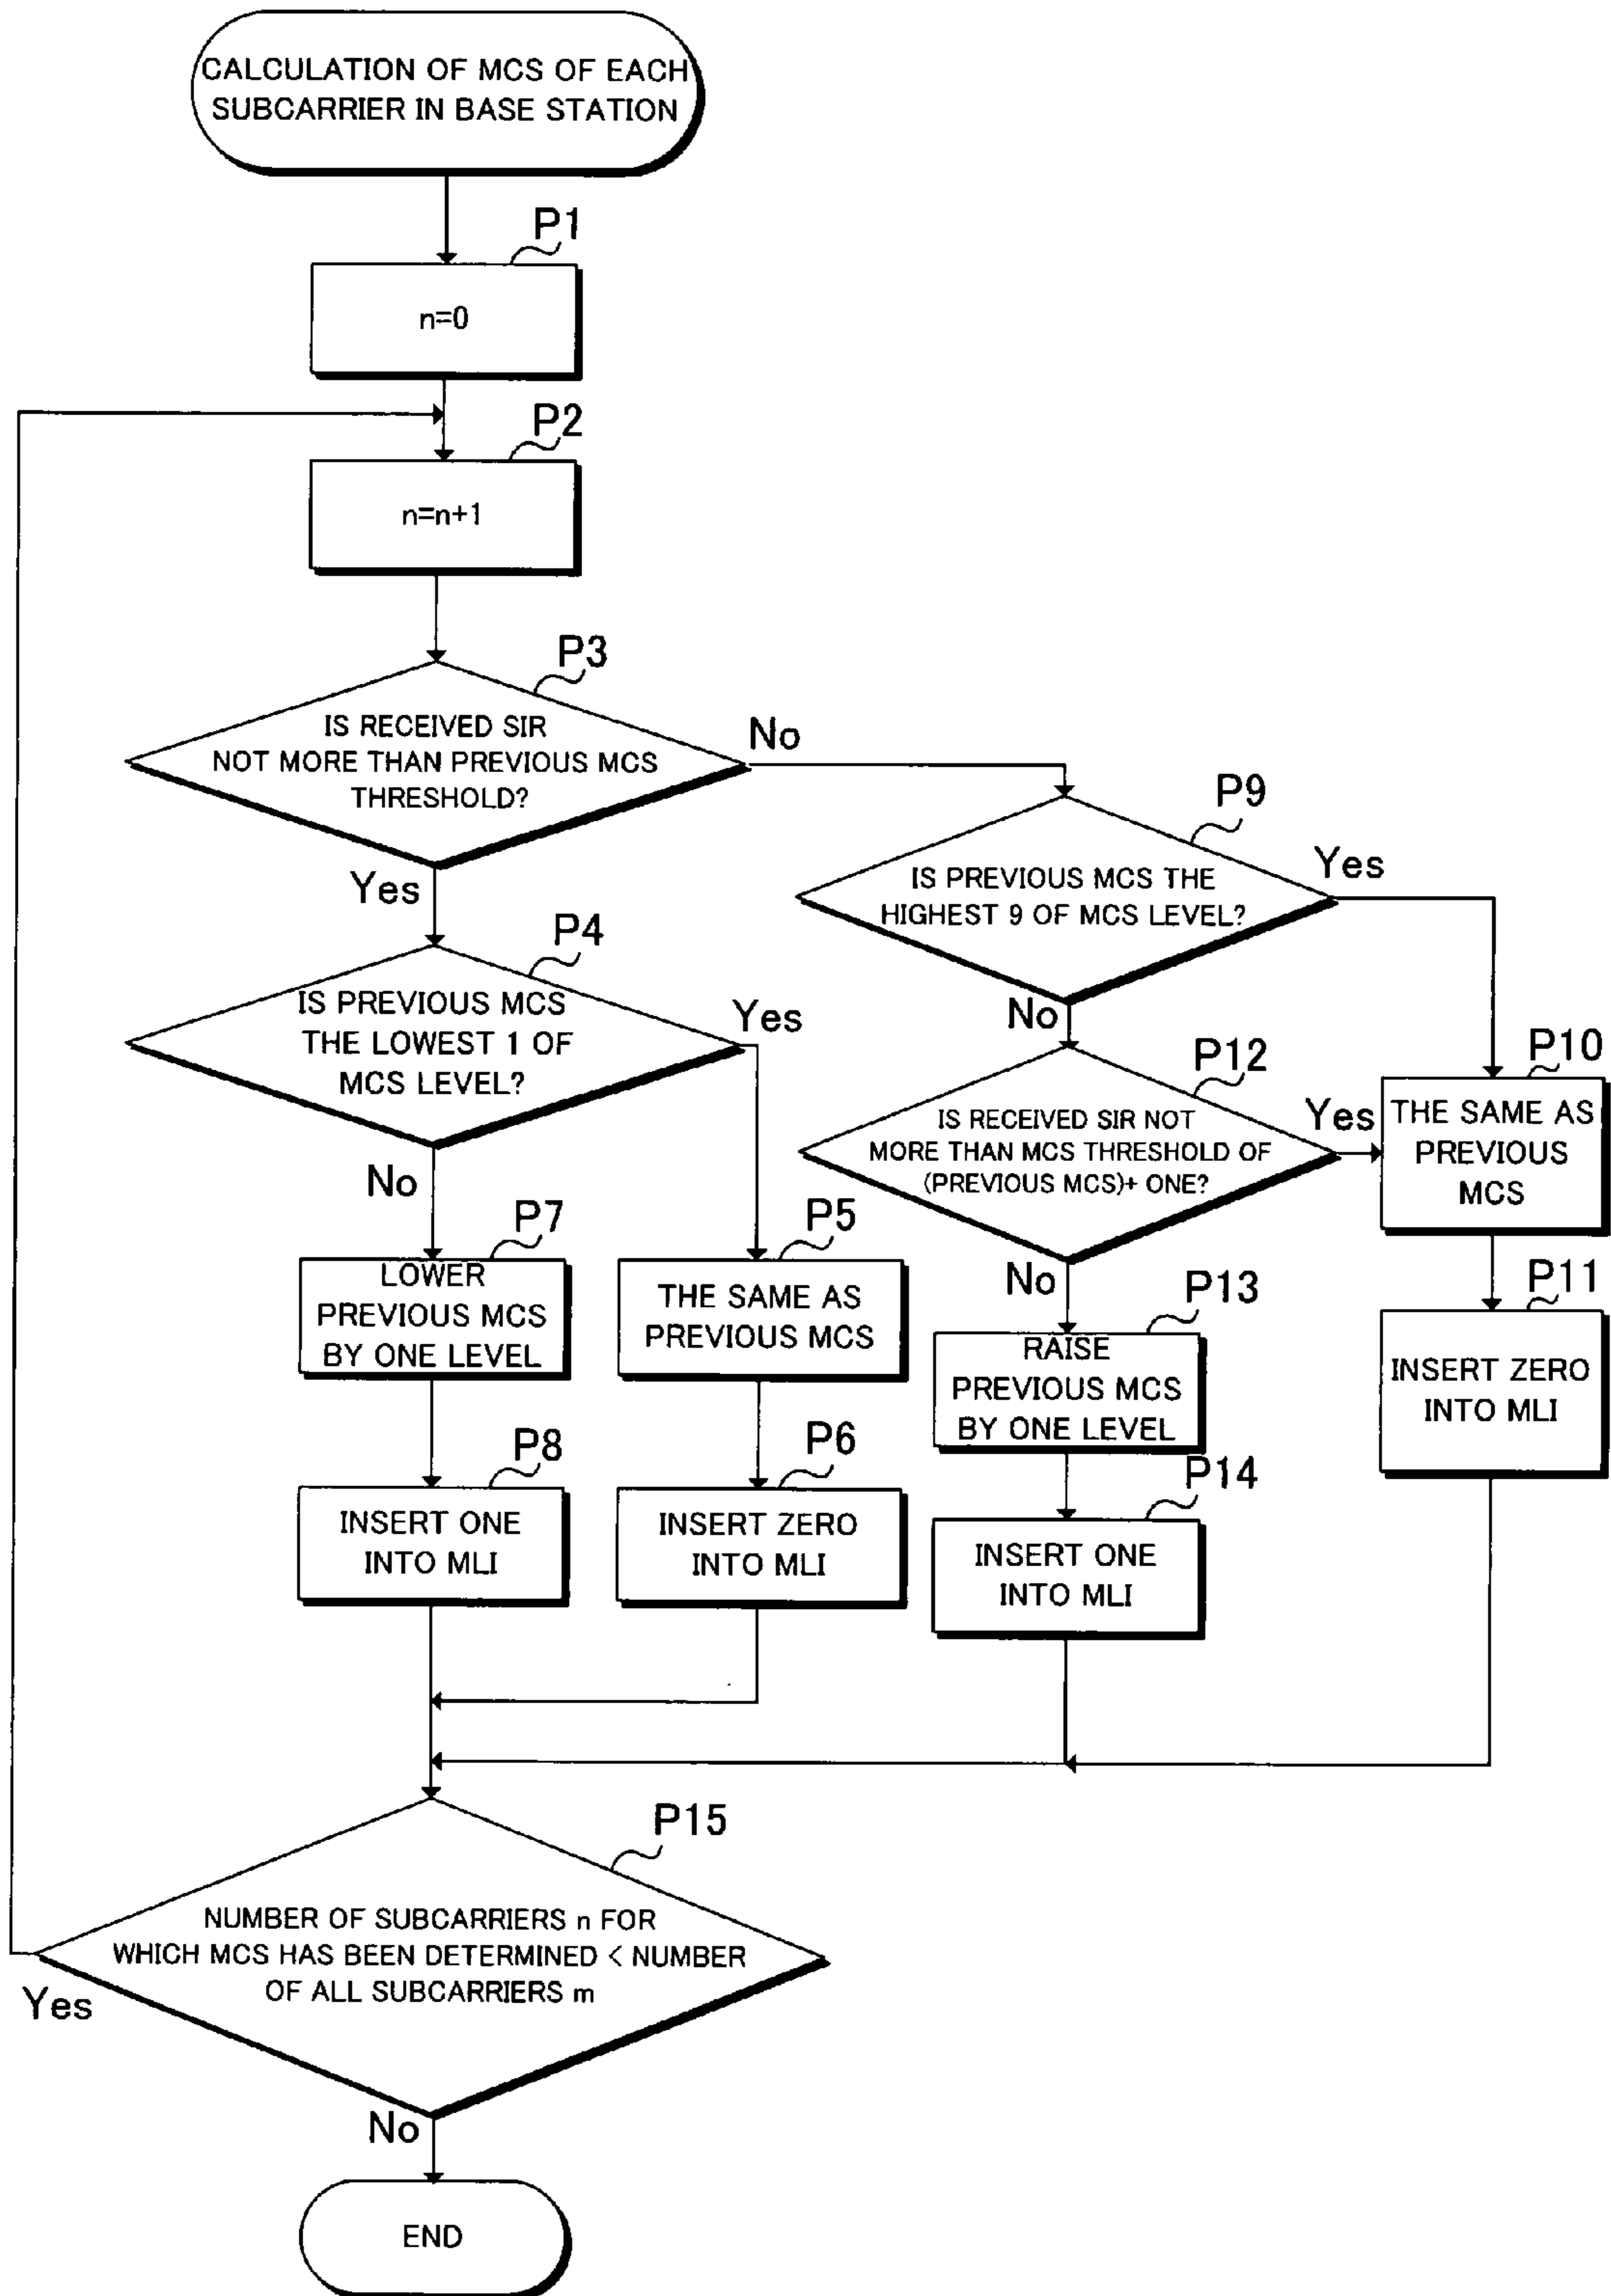 CALCULATION OF MCS OF EACH
SUBCARRIER IN BASE STATION
P1
n=0
P2
n=n+1
P3
IS RECEIVED SIR
NOT MORE THAN PREVIOUS MCS
THRESHOLD?
No
Yes
P9
IS PREVIOUS MCS THE
HIGHEST 9 OF MCS LEVEL?
Yes
No
P4
IS PREVIOUS MCS
THE LOWEST 1 OF
MCS LEVEL?
Yes
No
P12
IS RECEIVED SIR NOT
MORE THAN MCS THRESHOLD OF
(PREVIOUS MCS)+ ONE?
Yes
No
P10
THE SAME AS
PREVIOUS
MCS
P7
LOWER
PREVIOUS MCS
BY ONE LEVEL
P5
THE SAME AS
PREVIOUS MCS
P13
RAISE
PREVIOUS MCS
BY ONE LEVEL
P11
INSERT ZERO
INTO MLI
P8
INSERT ONE
INTO MLI
P6
INSERT ZERO
INTO MLI
P14
INSERT ONE
INTO MLI
P15
NUMBER OF SUBCARRIERS n FOR
WHICH MCS HAS BEEN DETERMINED < NUMBER
OF ALL SUBCARRIERS m
Yes
No
END